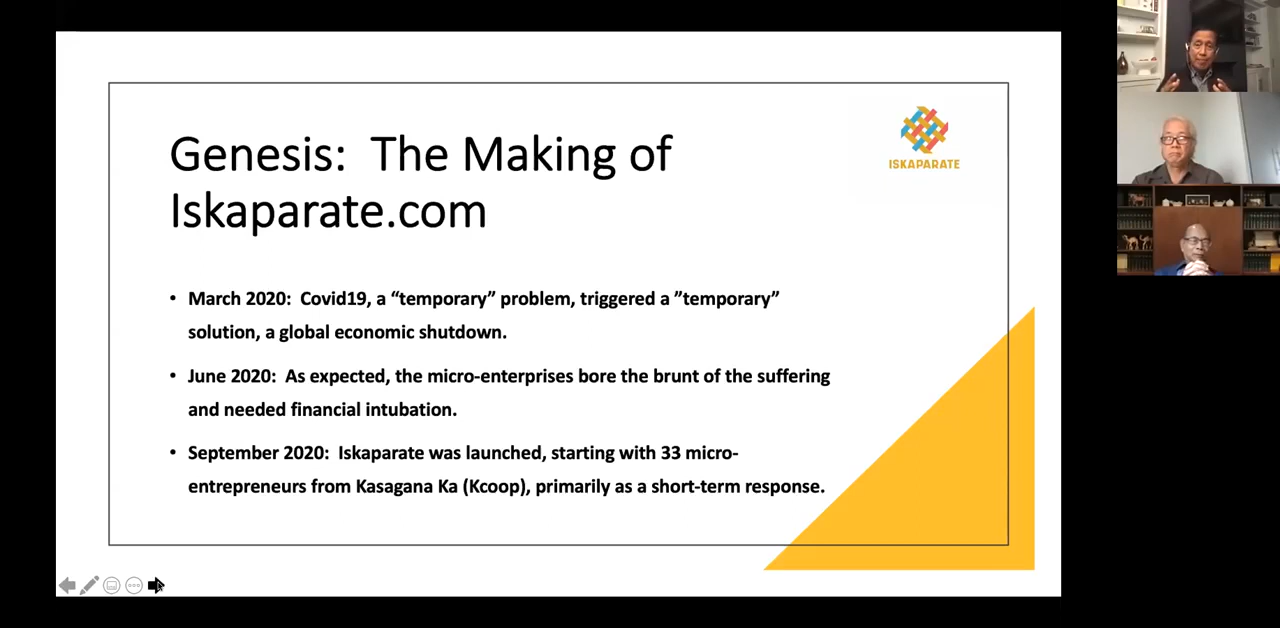 Genesis:  The Making of
Iskaparate.com
ISKAPARATE
• March 2020:  Covid19, a “temporary” problem, triggered a ”temporary”
solution, a global economic shutdown.
• June 2020:  As expected, the micro-enterprises bore the brunt of the suffering
and needed financial intubation.
• September 2020:  Iskaparate was launched, starting with 33 micro-
entrepreneurs from Kasagana Ka (Kcoop), primarily as a short-term response.